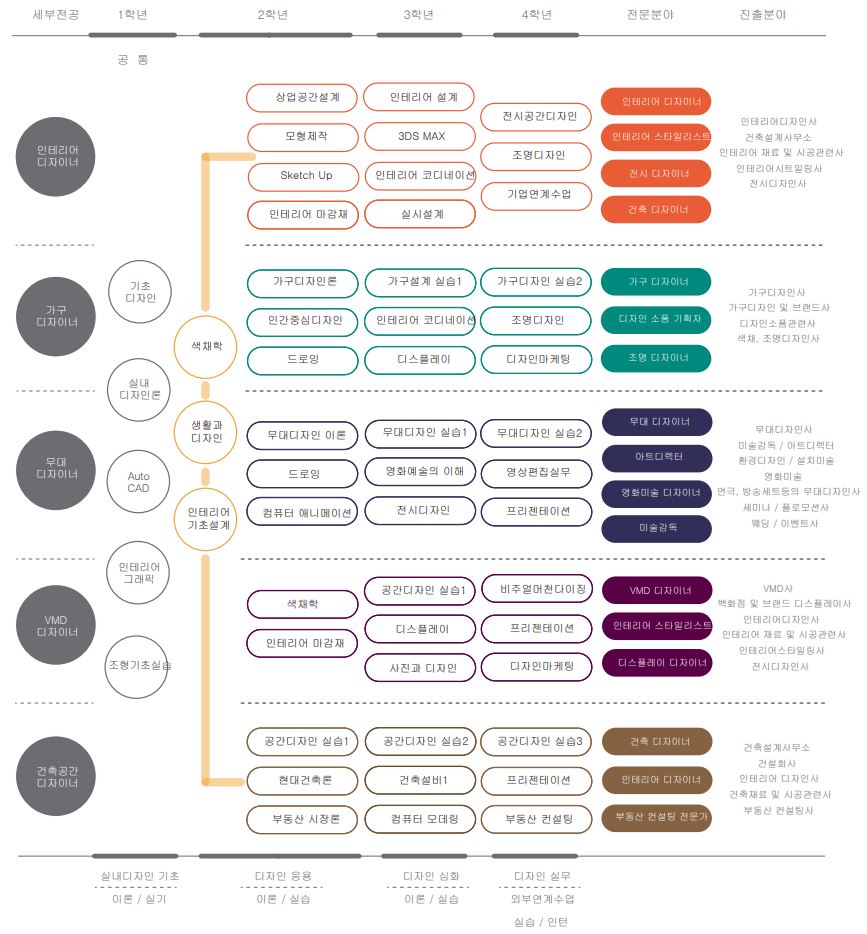 세부전공 1학년 2학년 3학년 4학년 전문분야 진출분야
공 통
인테리어
디자이너
상업공간설계
모형제작
Sketch Up
인테리어 마감재
인테리어 설계
3DS MAX
인테리어 코디네이션
실시설계
전시공간디자인
조명디자인
기업연계수업
인테리어 디자이너
인테리어 스타일리스트
전시 디자이너
건축 디자이너
인테리어디자인사
건축설계사무소
인테리어 재료 및 시공관련사
인테리어시트일링사
전시디자인사
기초
디자인
실내
디자인론
Auto
CAD
인테리어
그래픽
조형기초실습
색채학
생활과
디자인
인테리어
기초설계
가구
디자이너
가구디자인론
인간중심디자인
드로잉
가구설계 실습1
인테리어 코디네이션
디스플레이
가구디자인 실습2
조명디자인
디자인마케팅
가구 디자이너
디자인 소품 기획자
조명 디자이너
가구디자인사
가구디자인 및 브랜드사
디자인소품관련사
색채, 조명디자인사
무대
디자이너
무대디자인 이론
드로잉
컴퓨터 애니메이션
무대디자인 실습1
영화예술의 이해
전시디자인
무대디자인 실습2
영상편집실무
프리젠테이션
무대 디자이너
아트디렉터
영화미술 디자이너
미술감독
무대디자인사
미술감독 / 아트디렉터
환경디자인 / 설치미술
영화미술
연극, 방송세트등의 무대디자인사
세미나 / 플로모션사
웨딩 / 이벤트사
VMD
디자이너
색채학
인테리어 마감재
공간디자인 실습1
디스플레이
사진과 디자인
비주얼머천다이징
프리젠테이션
디자인마케팅
VMD 디자이너
인테리어 스타일리스트
디스플레이 디자이너
VMD사
백화점 및 브랜드 디스플레이사
인테리어디자인사
인테리어 재료 및 시공관련사
인테리어스타일링사
전시디자인사
건축공간
디자이너
공간디자인 실습1
현대건축론
부동산 시장론
공간디자인 실습2
건축설비1
컴퓨터 모데링
공간디자인 실습3
프리젠테이션
부동산 컨설팅
건축 디자이너
인테리어 디자이너
부동산 컨설팅 전문가
건축설계사무소
건설회사
인테리어 디자인사
건축재료 및 시공관련사
부동산 컨설팅사
실내디자인 기초
이론 / 실기
디자인 응용
이론 / 실습
디자인 심화
이론 / 실습
디자인 실무
외부연계수업
실습 / 인턴